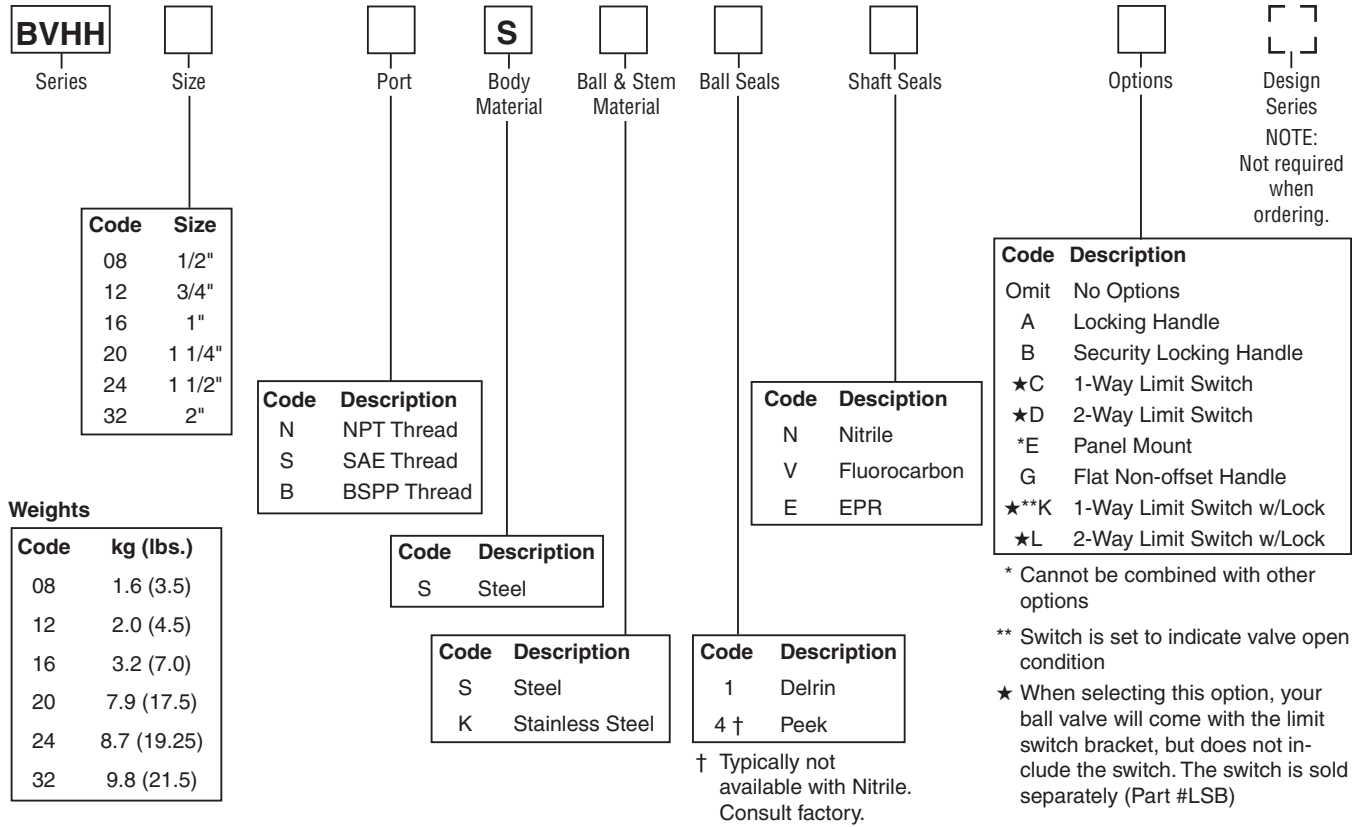 BVHH
S
Series
Size
Port
Body
Material
Ball & Stem
Material
Ball Seals
Shaft Seals
Options
Design
Series
NOTE:
Not required
when
ordering.
Code Size
08 1/2"
12 3/4"
16 1"
20 1 1/4"
24 1 1/2"
32 2"
Code Description
N NPT Thread
S SAE Thread
B BSPP Thread
Code Desciption
N Nitrile
V Fluorocarbon
E EPR
Code Description
Omit No Options
A Locking Handle
B Security Locking Handle
★C 1-Way Limit Switch
★D 2-Way Limit Switch
*E Panel Mount
G Flat Non-offset Handle
★**K 1-Way Limit Switch w/Lock
★L 2-Way Limit Switch w/Lock
* Cannot be combined with other
options
** Switch is set to indicate valve open
condition
★ When selecting this option, your
ball valve will come with the limit
switch bracket, but does not in-
clude the switch. The switch is sold
separately (Part #LSB)
Weights
Code kg (lbs.)
08 1.6 (3.5)
12 2.0 (4.5)
16 3.2 (7.0)
20 7.9 (17.5)
24 8.7 (19.25)
32 9.8 (21.5)
Code Description
S Steel
Code Description
S Steel
K Stainless Steel
Code Description
1 Delrin
4 † Peek
† Typically not
available with Nitrile.
Consult factory.